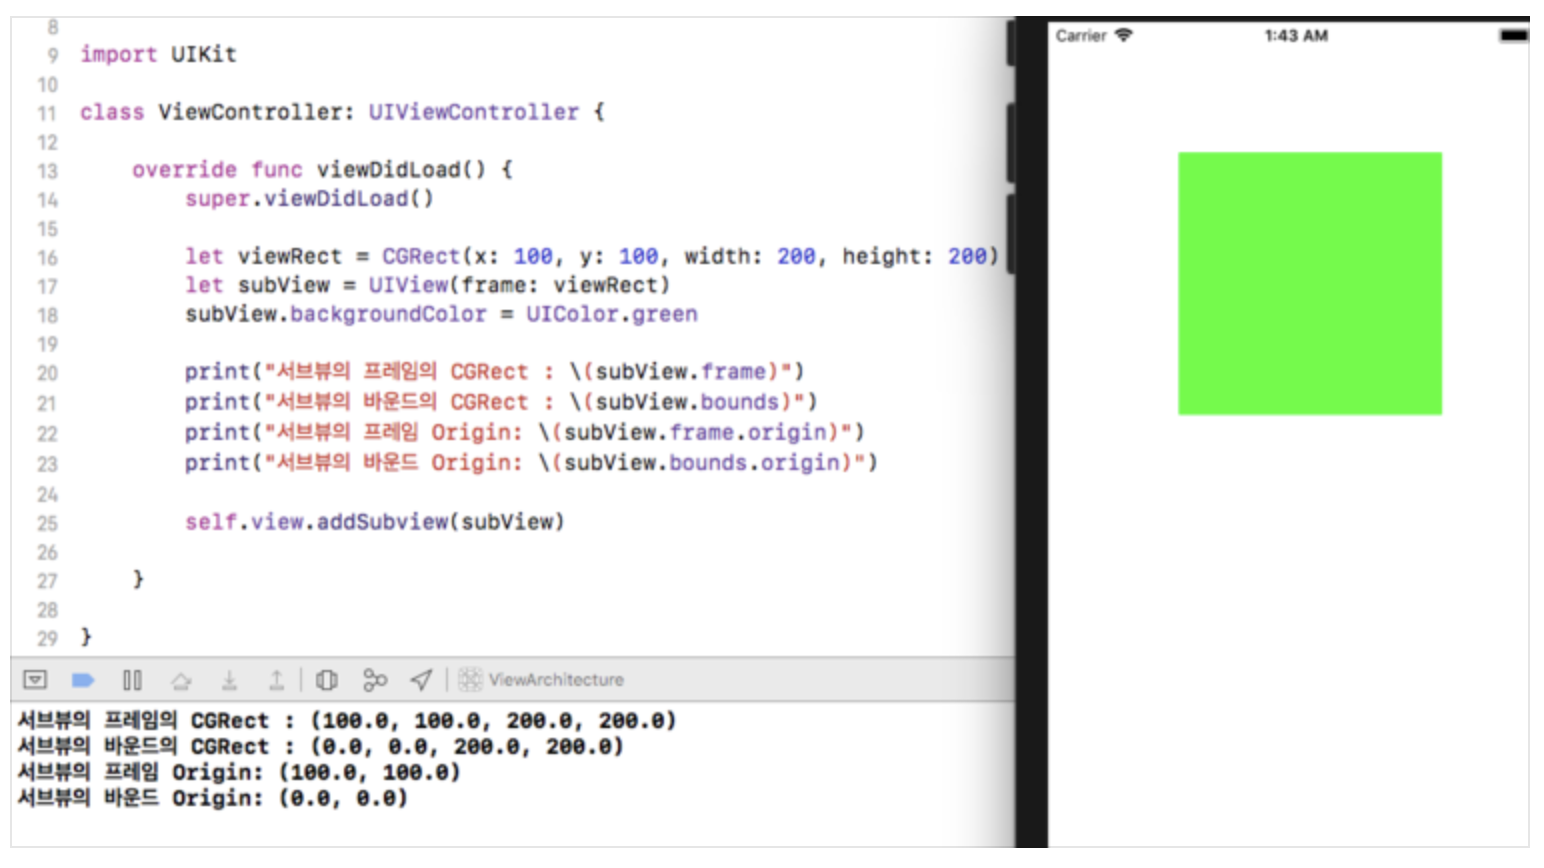 8
9 import UIKit
10
11 class ViewController: UIViewController {
12
13     override func viewDidLoad() {
14         super.viewDidLoad()
15
16         let viewRect = CGRect(x: 100, y: 100, width: 200, height: 200)
17         let subView = UIView(frame: viewRect)
18         subView.backgroundColor = UIColor.green
19
20         print("서브뷰의 프레임의 CGRect : \(subView.frame)")
21         print("서브뷰의 바운드의 CGRect : \(subView.bounds)")
22         print("서브뷰의 프레임 Origin: \(subView.frame.origin)")
23         print("서브뷰의 바운드 Origin: \(subView.bounds.origin)")
24
25         self.view.addSubview(subView)
26
27     }
28
29 }
ViewArchitecture
서브뷰의 프레임의 CGRect : (100.0, 100.0, 200.0, 200.0)
서브뷰의 바운드의 CGRect : (0.0, 0.0, 200.0, 200.0)
서브뷰의 프레임 Origin: (100.0, 100.0)
서브뷰의 바운드 Origin: (0.0, 0.0)
Carrier 1:43 AM